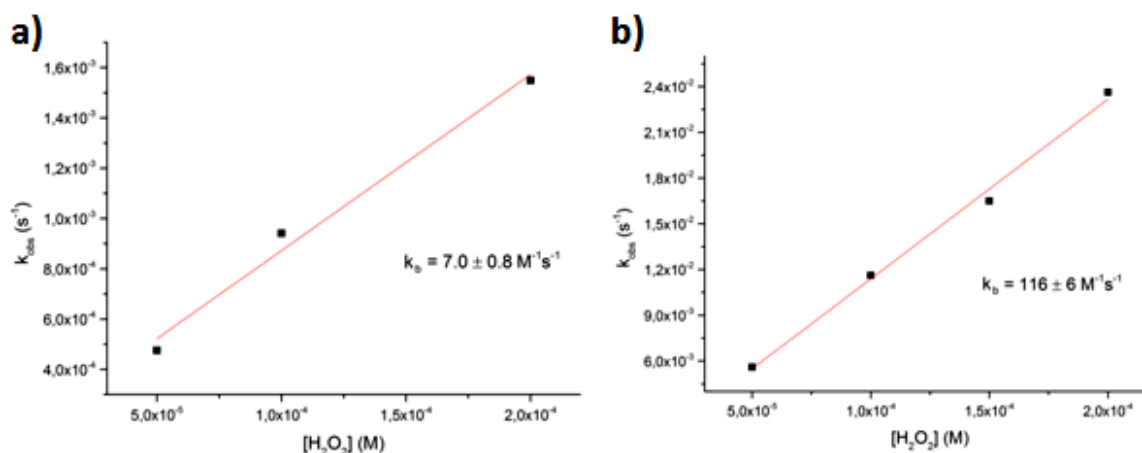 a)
k_obs (s⁻¹)
1,6x10⁻³
1,4x10⁻³
1,2x10⁻³
1,0x10⁻³
8,0x10⁻⁴
6,0x10⁻⁴
4,0x10⁻⁴
k_b = 7.0 ± 0.8 M⁻¹s⁻¹
5,0x10⁻⁵ 1,0x10⁻⁴ 1,5x10⁻⁴ 2,0x10⁻⁴
[H₂O₂] (M)
b)
k_obs (s⁻¹)
2,4x10⁻²
2,1x10⁻²
1,8x10⁻²
1,5x10⁻²
1,2x10⁻²
9,0x10⁻³
6,0x10⁻³
k_b = 116 ± 6 M⁻¹s⁻¹
5,0x10⁻⁵ 1,0x10⁻⁴ 1,5x10⁻⁴ 2,0x10⁻⁴
[H₂O₂] (M)